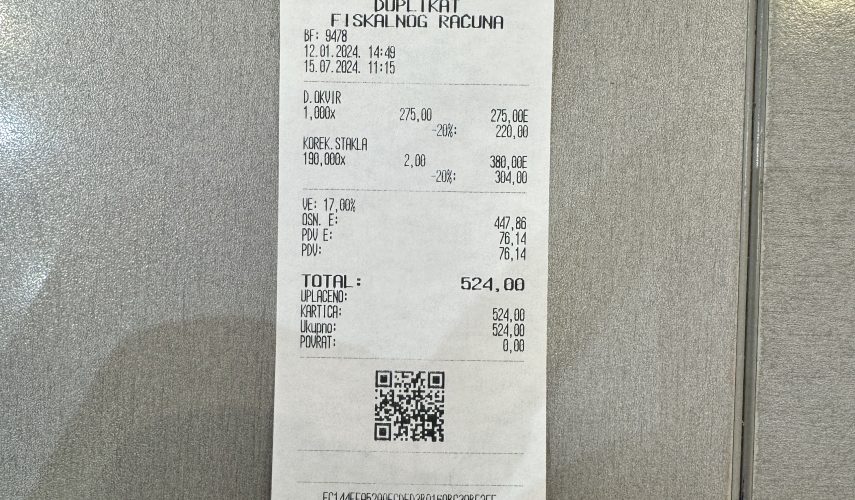 DUPLIKAT
FISKALNOG RAČUNA
BF: 9478
12.01.2024. 14:49
15.07.2024. 11:15
D.OKVIR
1,000x 275,00 275,00E
-20%: 220,00
KOREK.STAKLA
190,000x 2,00 380,00E
-20%: 304,00
VE: 17,00%
OSN. E: 447,86
PDV E: 76,14
PDV: 76,14
TOTAL: 524,00
UPLAĆENO:
KARTICA: 524,00
Ukupno: 524,00
POVRAT: 0,00